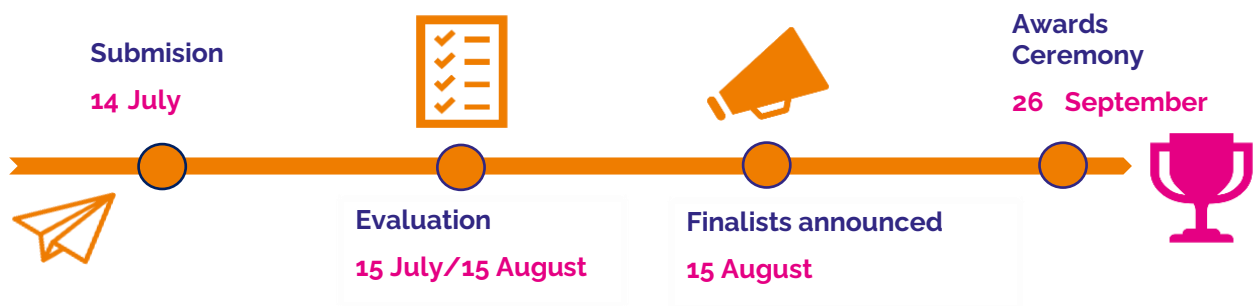 Submision
14 July
Evaluation
15 July/15 August
Finalists announced
15 August
Awards
Ceremony
26 September